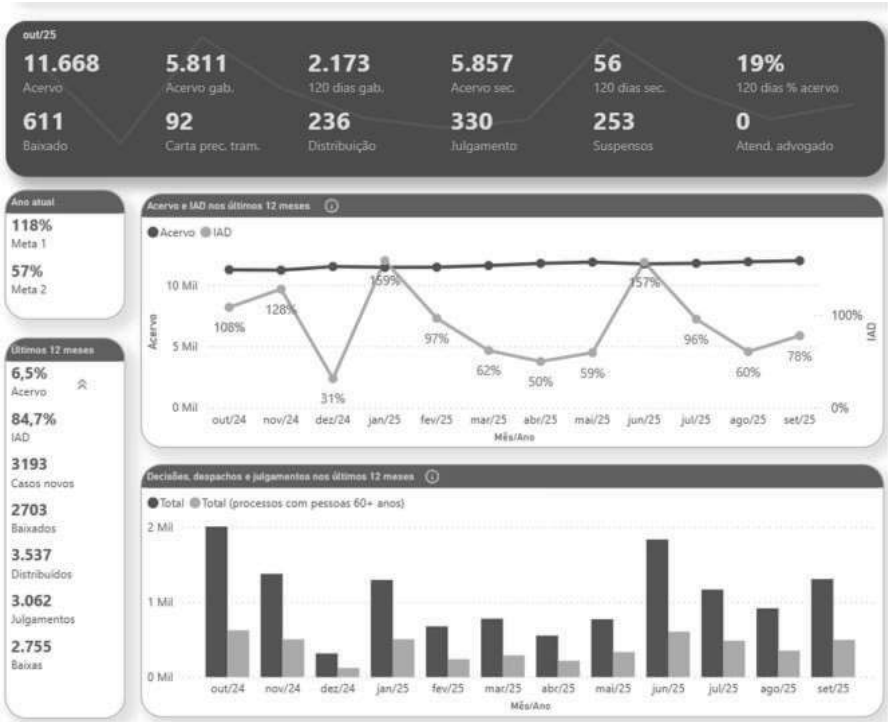 out/25
11.668 5.811 2.173 5.857 56 19%
Acervo Acervo gab. 120 dias gab. Acervo sec. 120 dias sec. 120 dias % acervo
611 92 236 330 253 0
Baixado Carta prec. tram. Distribuição Julgamento Suspensos Atend. advogado
Ano atual
118%
Meta 1
57%
Meta 2
Últimos 12 meses
6,5%
Acervo
84,7%
IAD
3193
Casos novos
2703
Baixados
3.537
Distribuídos
3.062
Julgamentos
2.755
Baixas
Acervo e IAD nos últimos 12 meses
Acervo IAD
Acervo
10 Mil
5 Mil
0 Mil
108% 128% 31% 159% 97% 62% 50% 59% 157% 96% 60% 78%
100%
0%
IAD
out/24 nov/24 dez/24 jan/25 fev/25 mar/25 abr/25 mai/25 jun/25 jul/25 ago/25 set/25
Mês/Ano
Decisões, despachos e julgamentos nos últimos 12 meses
Total Total (processos com pessoas 60+ anos)
2 Mil
1 Mil
0 Mil
out/24 nov/24 dez/24 jan/25 fev/25 mar/25 abr/25 mai/25 jun/25 jul/25 ago/25 set/25
Mês/Ano